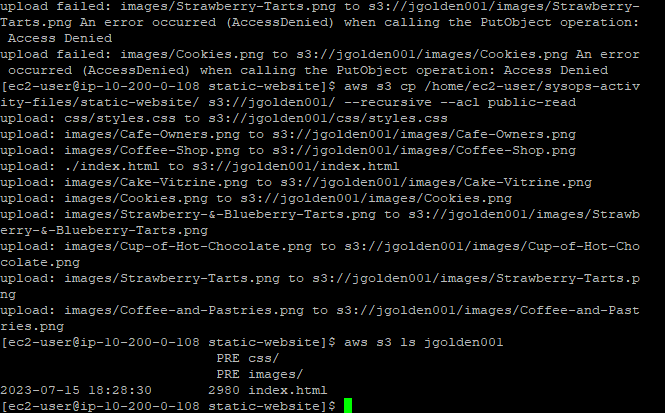 upload failed: images/Strawberry-Tarts.png to s3://jgolden001/images/Strawberry-
Tarts.png An error occurred (AccessDenied) when calling the PutObject operation:
 Access Denied
upload failed: images/Cookies.png to s3://jgolden001/images/Cookies.png An error
 occurred (AccessDenied) when calling the PutObject operation: Access Denied
[ec2-user@ip-10-200-0-108 static-website]$ aws s3 cp /home/ec2-user/sysops-activ
ity-files/static-website/ s3://jgolden001/ --recursive --acl public-read
upload: css/styles.css to s3://jgolden001/css/styles.css
upload: images/Cafe-Owners.png to s3://jgolden001/images/Cafe-Owners.png
upload: images/Coffee-Shop.png to s3://jgolden001/images/Coffee-Shop.png
upload: ./index.html to s3://jgolden001/index.html
upload: images/Cake-Vitrine.png to s3://jgolden001/images/Cake-Vitrine.png
upload: images/Cookies.png to s3://jgolden001/images/Cookies.png
upload: images/Strawberry-&-Blueberry-Tarts.png to s3://jgolden001/images/Strawb
erry-&-Blueberry-Tarts.png
upload: images/Cup-of-Hot-Chocolate.png to s3://jgolden001/images/Cup-of-Hot-Cho
colate.png
upload: images/Strawberry-Tarts.png to s3://jgolden001/images/Strawberry-Tarts.p
ng
upload: images/Coffee-and-Pastries.png to s3://jgolden001/images/Coffee-and-Past
ries.png
[ec2-user@ip-10-200-0-108 static-website]$ aws s3 ls jgolden001
                           PRE css/
                           PRE images/
2023-07-15 18:28:30       2980 index.html
[ec2-user@ip-10-200-0-108 static-website]$